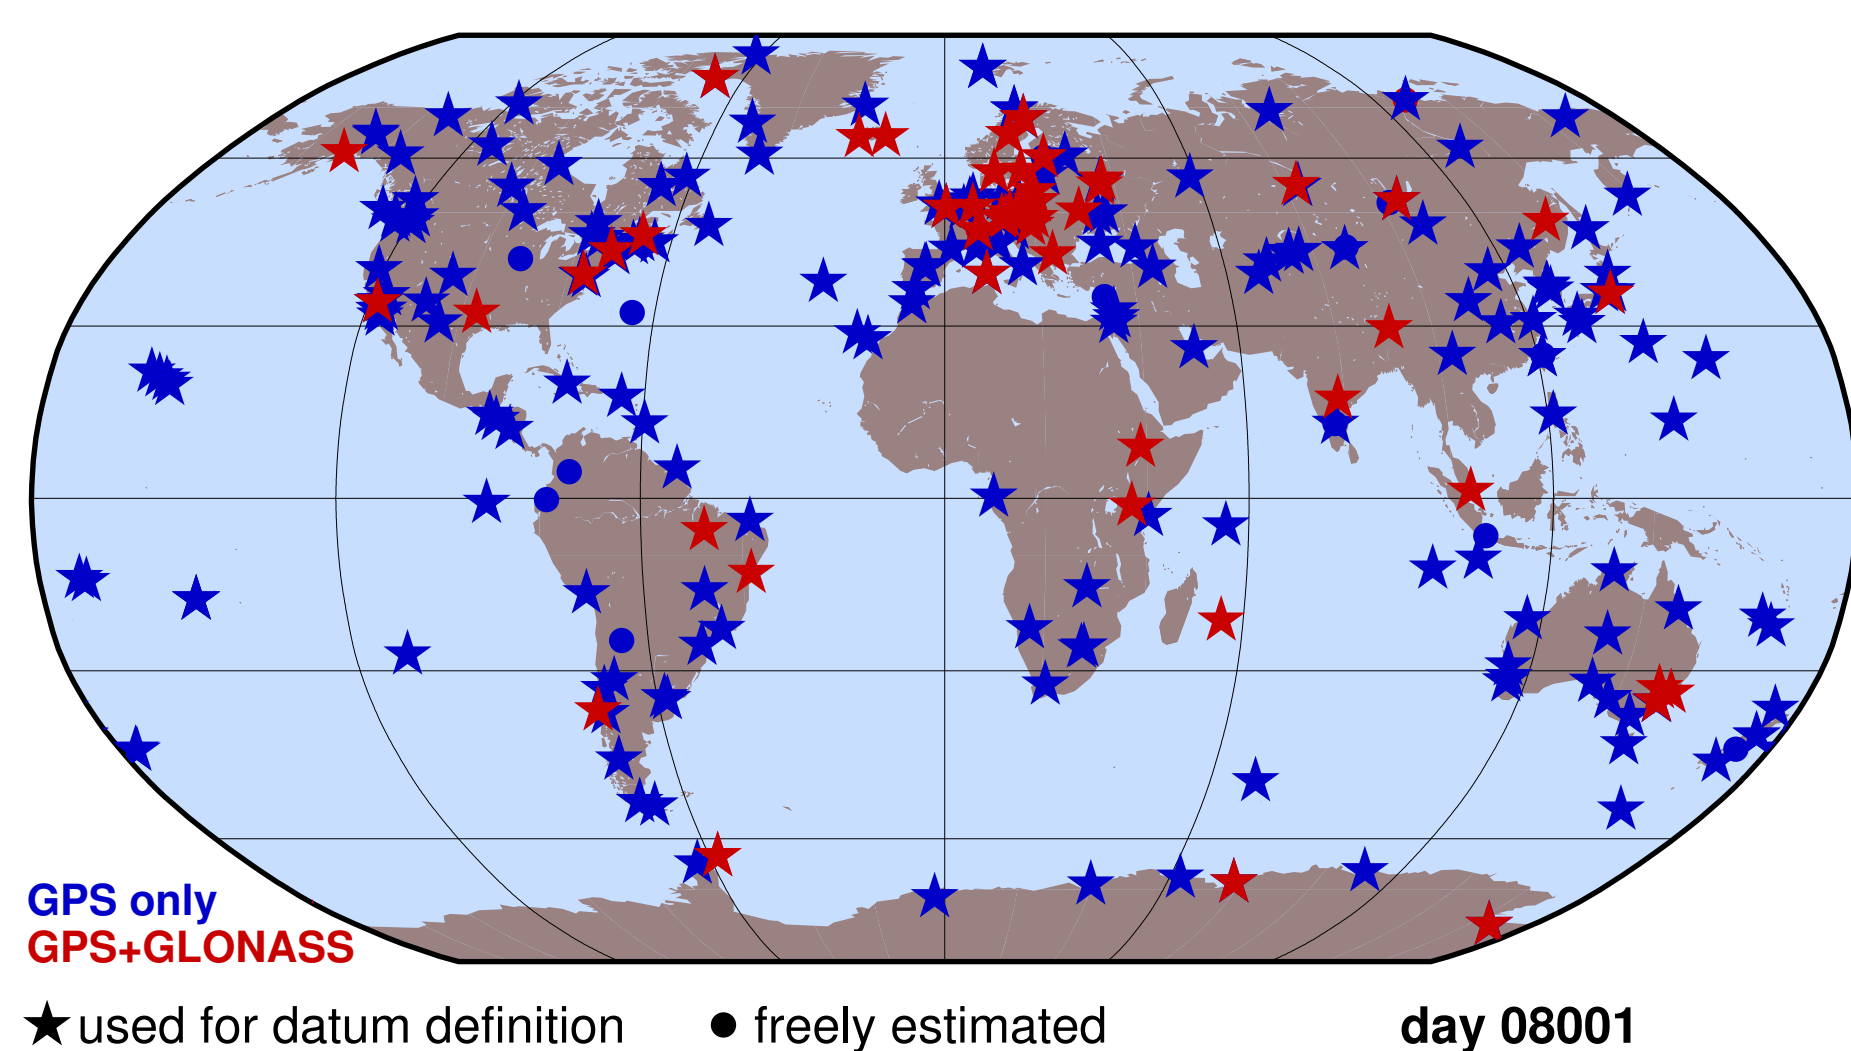 GPS only
GPS+GLONASS
used for datum definition freely estimated day 08001